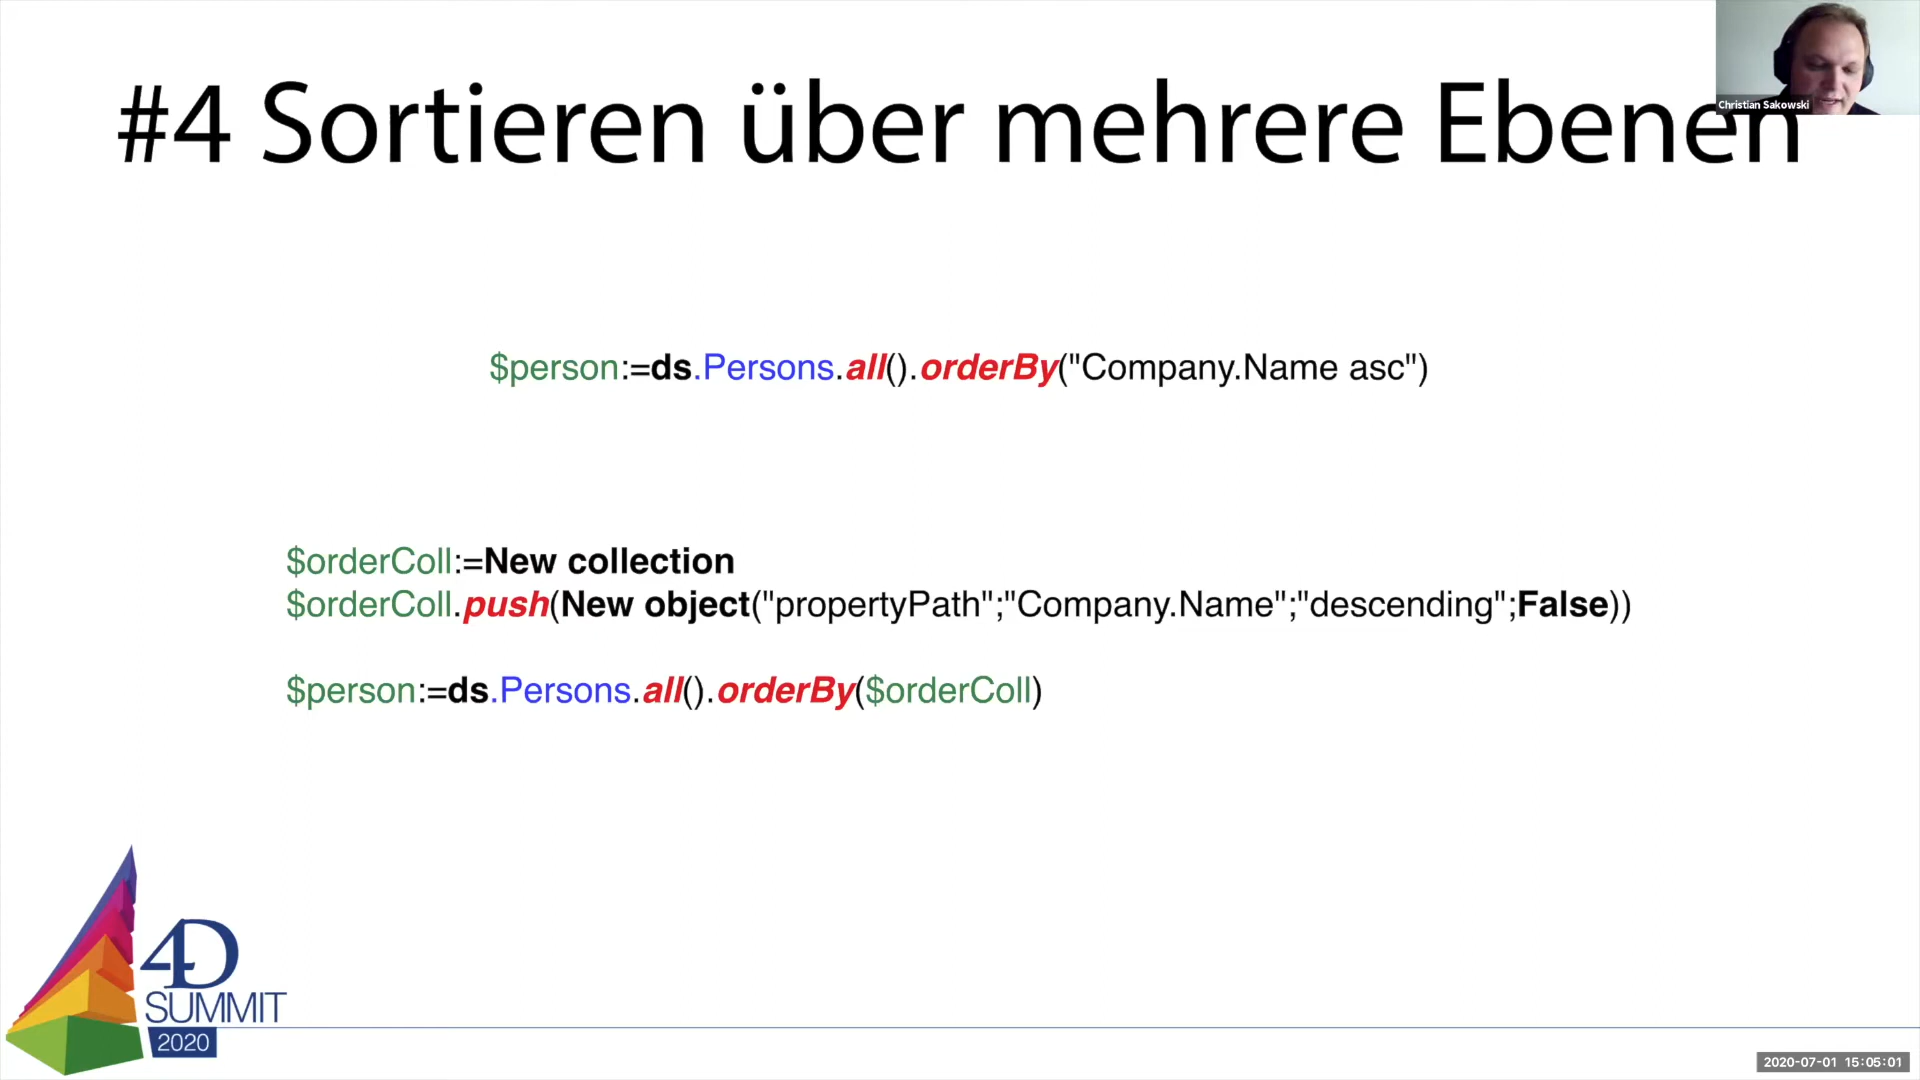 #4 Sortieren über mehrere Ebenen
Christian Sakowski
$person:=ds.Persons.all().orderBy("Company.Name asc")
$orderColl:=New collection
$orderColl.push(New object("propertyPath";"Company.Name";"descending";False))
$person:=ds.Persons.all().orderBy($orderColl)
4D
SUMMIT
2020
2020-07-01 15:05:01